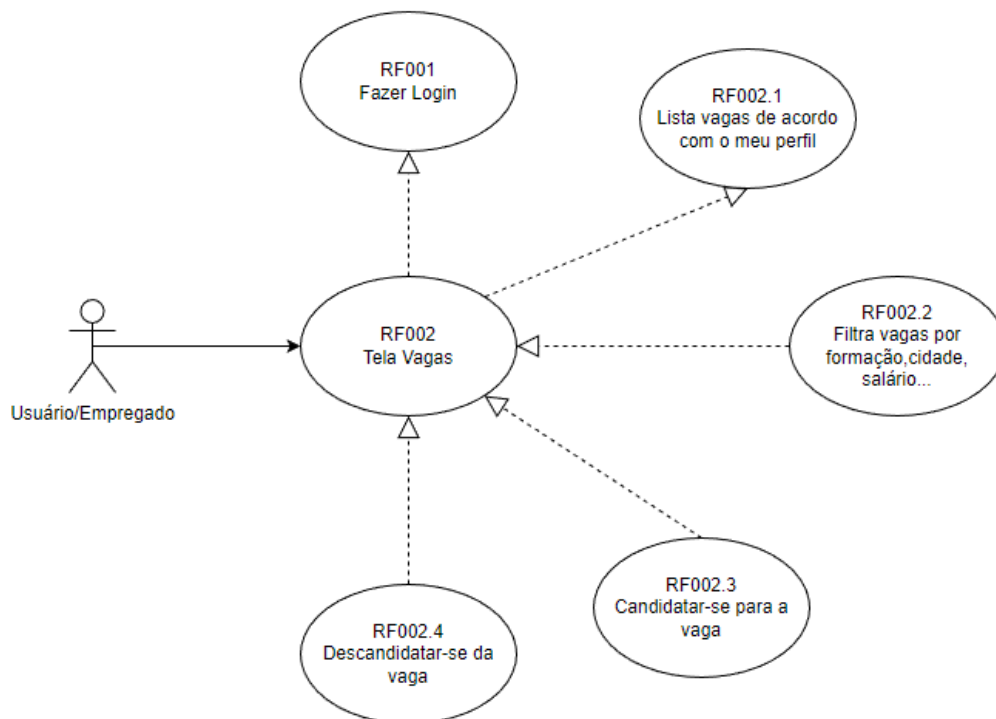 RF001
Fazer Login
RF002.1
Lista vagas de acordo
com o meu perfil
RF002
Tela Vagas
RF002.2
Filtra vagas por
formação,cidade,
salário...
Usuário/Empregado
RF002.3
Candidatar-se para a
vaga
RF002.4
Descandidatar-se da
vaga